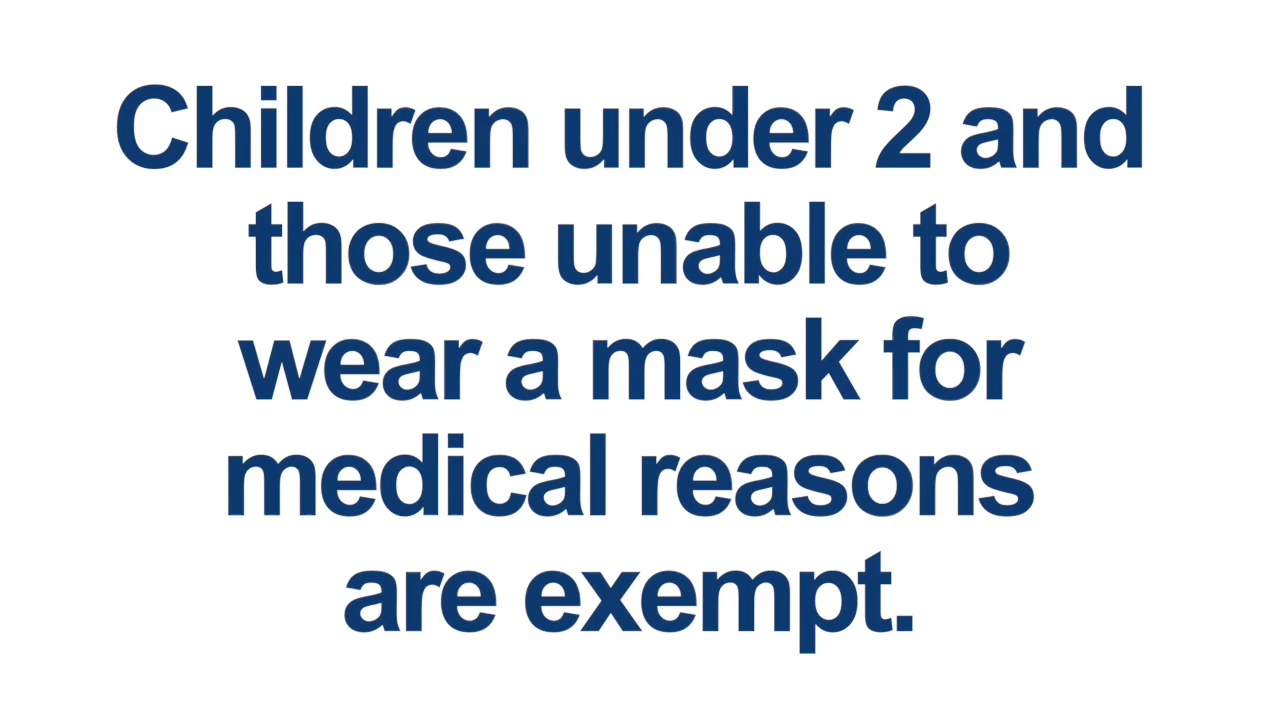 Children under 2 and
those unable to
wear a mask for
medical reasons
are exempt.